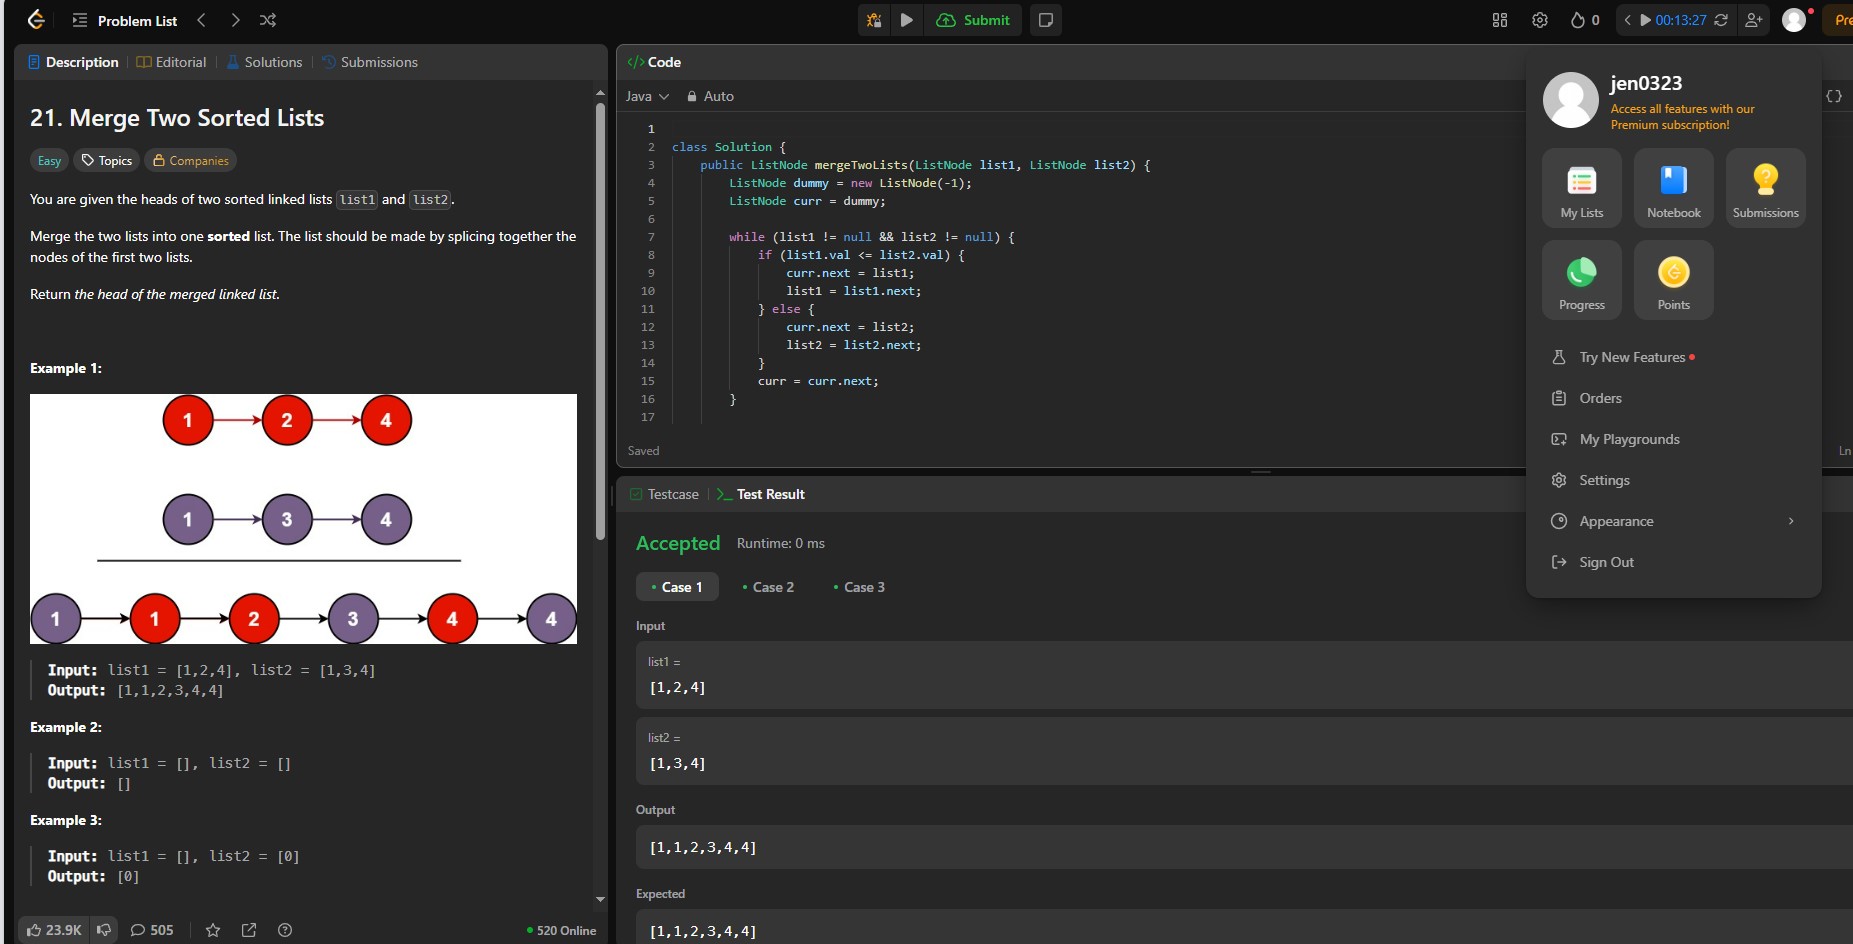 Problem List
Submit
0
00:13:27
Pre
Description
Editorial
Solutions
Submissions
21. Merge Two Sorted Lists
Easy
Topics
Companies
You are given the heads of two sorted linked lists list1 and list2.
Merge the two lists into one sorted list. The list should be made by splicing together the
nodes of the first two lists.
Return the head of the merged linked list.
Example 1:
1 2 4
1 3 4
1 1 2 3 4 4
Input: list1 = [1,2,4], list2 = [1,3,4]
Output: [1,1,2,3,4,4]
Example 2:
Input: list1 = [], list2 = []
Output: []
Example 3:
Input: list1 = [], list2 = [0]
Output: [0]
23.9K
505
520 Online
</> Code
Java
Auto
{}
1
2 class Solution {
3 public ListNode mergeTwoLists(ListNode list1, ListNode list2) {
4 ListNode dummy = new ListNode(-1);
5 ListNode curr = dummy;
6
7 while (list1 != null && list2 != null) {
8 if (list1.val <= list2.val) {
9 curr.next = list1;
10 list1 = list1.next;
11 } else {
12 curr.next = list2;
13 list2 = list2.next;
14 }
15 curr = curr.next;
16 }
17
Saved
Ln
Testcase
Test Result
Accepted
Runtime: 0 ms
Case 1
Case 2
Case 3
Input
list1 =
[1,2,4]
list2 =
[1,3,4]
Output
[1,1,2,3,4,4]
Expected
[1,1,2,3,4,4]
jen0323
Access all features with our
Premium subscription!
My Lists
Notebook
Submissions
Progress
Points
Try New Features
Orders
My Playgrounds
Settings
Appearance
Sign Out